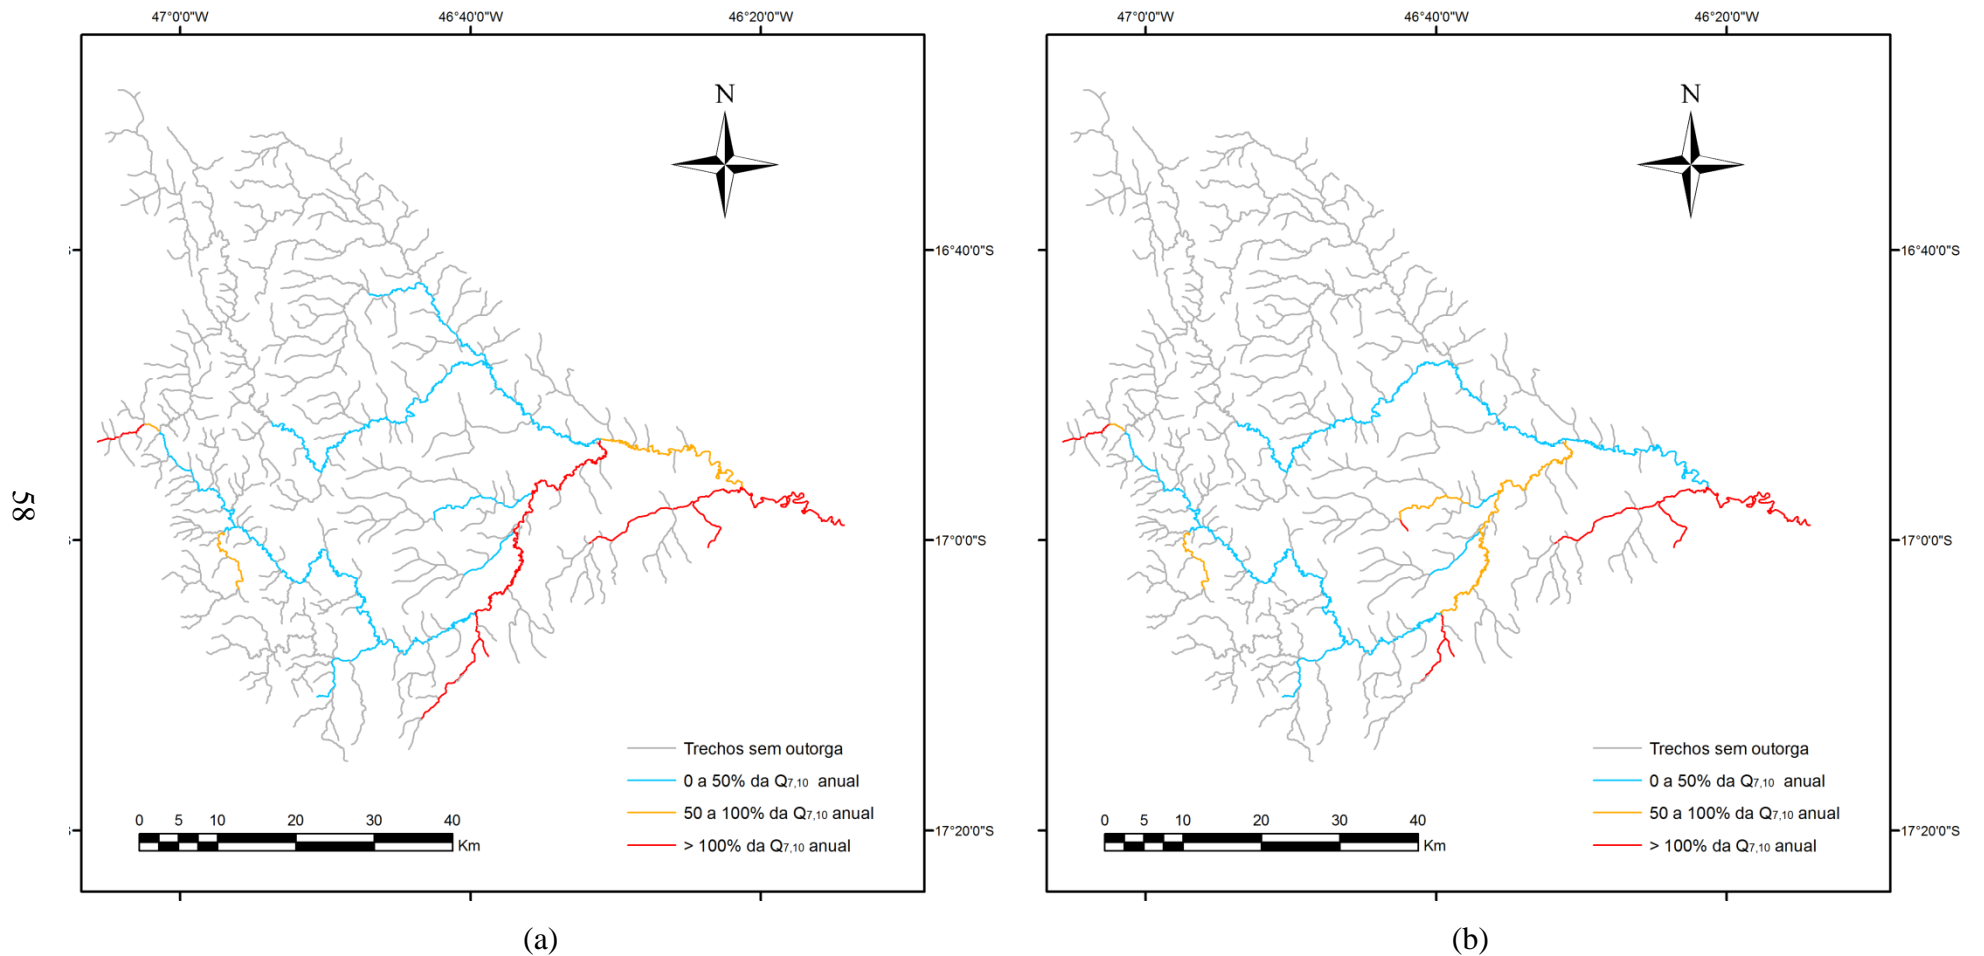 47°0'0"W 46°40'0"W 46°20'0"W
N
16°40'0"S
17°0'0"S
17°20'0"S
Trechos sem outorga
0 a 50% da Q7,10 anual
50 a 100% da Q7,10 anual
> 100% da Q7,10 anual
0 5 10 20 30 40
Km
(a)
47°0'0"W 46°40'0"W 46°20'0"W
N
16°40'0"S
17°0'0"S
17°20'0"S
Trechos sem outorga
0 a 50% da Q7,10 anual
50 a 100% da Q7,10 anual
> 100% da Q7,10 anual
0 5 10 20 30 40
Km
(b)
58